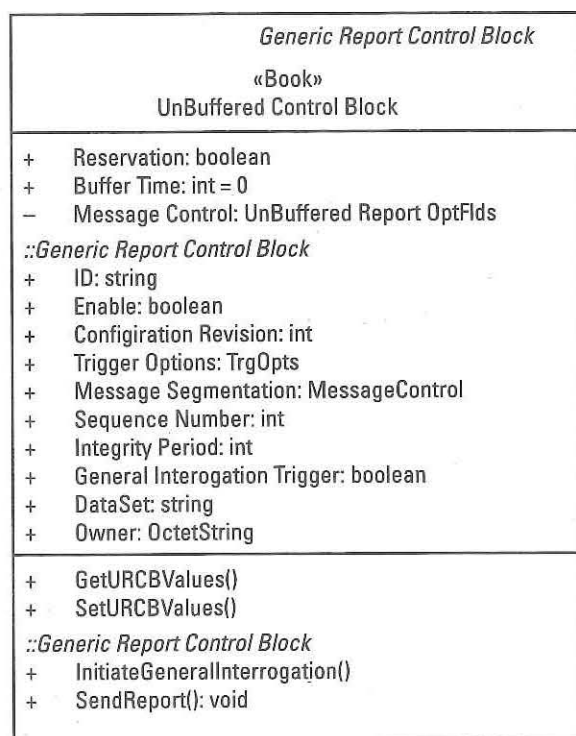 Generic Report Control Block
«Book»
UnBuffered Control Block
+ Reservation: boolean
+ Buffer Time: int = 0
– Message Control: UnBuffered Report OptFlds
::Generic Report Control Block
+ ID: string
+ Enable: boolean
+ Configiration Revision: int
+ Trigger Options: TrgOpts
+ Message Segmentation: MessageControl
+ Sequence Number: int
+ Integrity Period: int
+ General Interogation Trigger: boolean
+ DataSet: string
+ Owner: OctetString
+ GetURCBValues()
+ SetURCBValues()
::Generic Report Control Block
+ InitiateGeneralInterrogation()
+ SendReport(): void